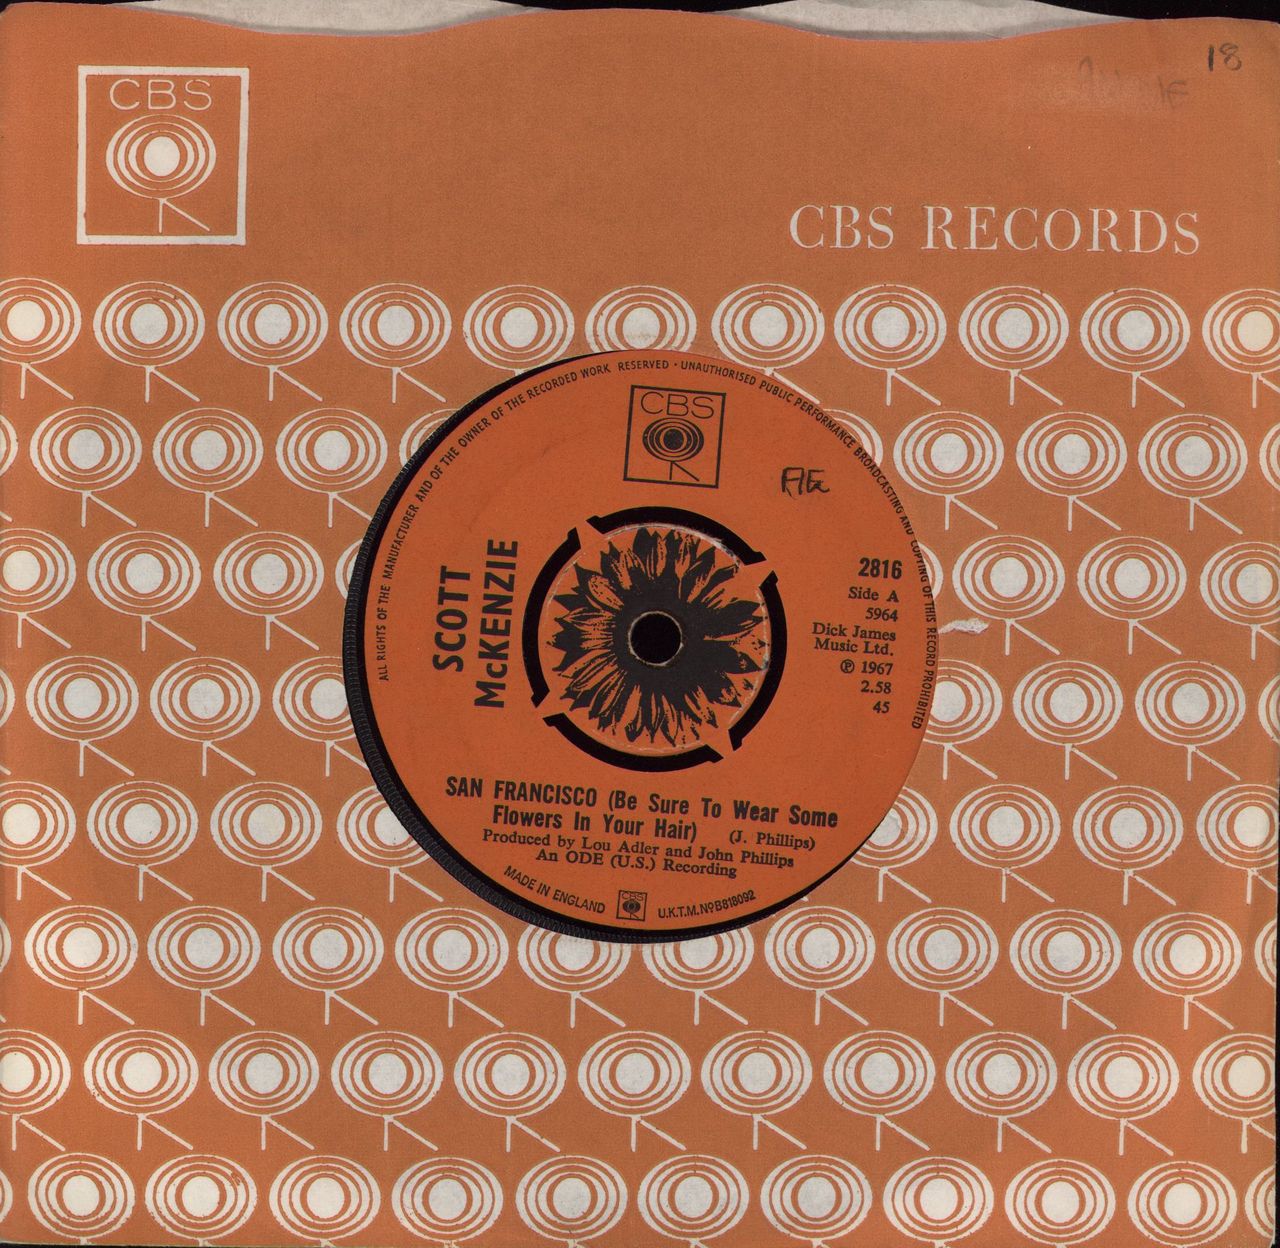 18
CBS
CBS RECORDS
ALL RIGHTS OF THE MANUFACTURER AND OF THE OWNER OF THE RECORDED WORK RESERVED · UNAUTHORISED PUBLIC PERFORMANCE BROADCASTING AND COPYING OF THIS RECORD PROHIBITED
CBS
SCOTT
McKENZIE
2816
Side A
5964
Dick James
Music Ltd.
℗ 1967
2.58
45
SAN FRANCISCO (Be Sure To Wear Some
Flowers In Your Hair) (J. Phillips)
Produced by Lou Adler and John Phillips
An ODE (U.S.) Recording
MADE IN ENGLAND CBS U.K.T.M. No B818092